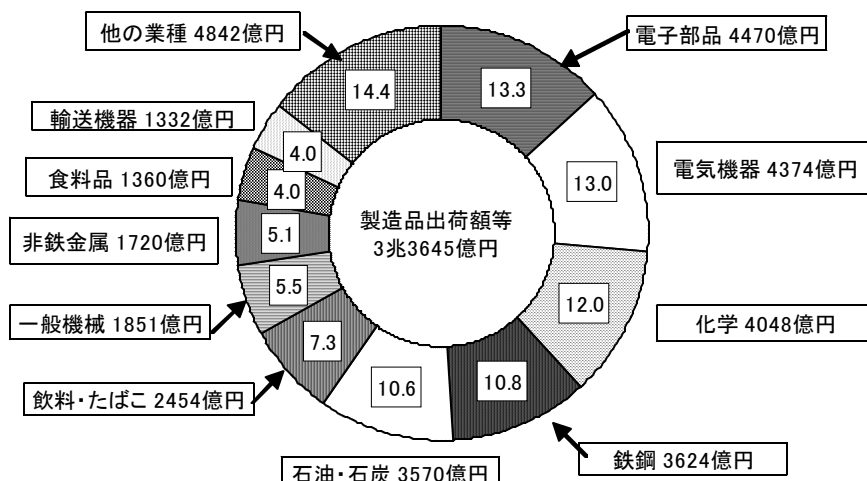 他の業種 4842億円
電子部品 4470億円
14.4
13.3
輸送機器 1332億円
4.0
電気機器 4374億円
13.0
食料品 1360億円
4.0
製造品出荷額等
3兆3645億円
非鉄金属 1720億円
5.1
一般機械 1851億円
5.5
化学 4048億円
12.0
飲料・たばこ 2454億円
7.3
10.6
10.8
石油・石炭 3570億円
鉄鋼 3624億円